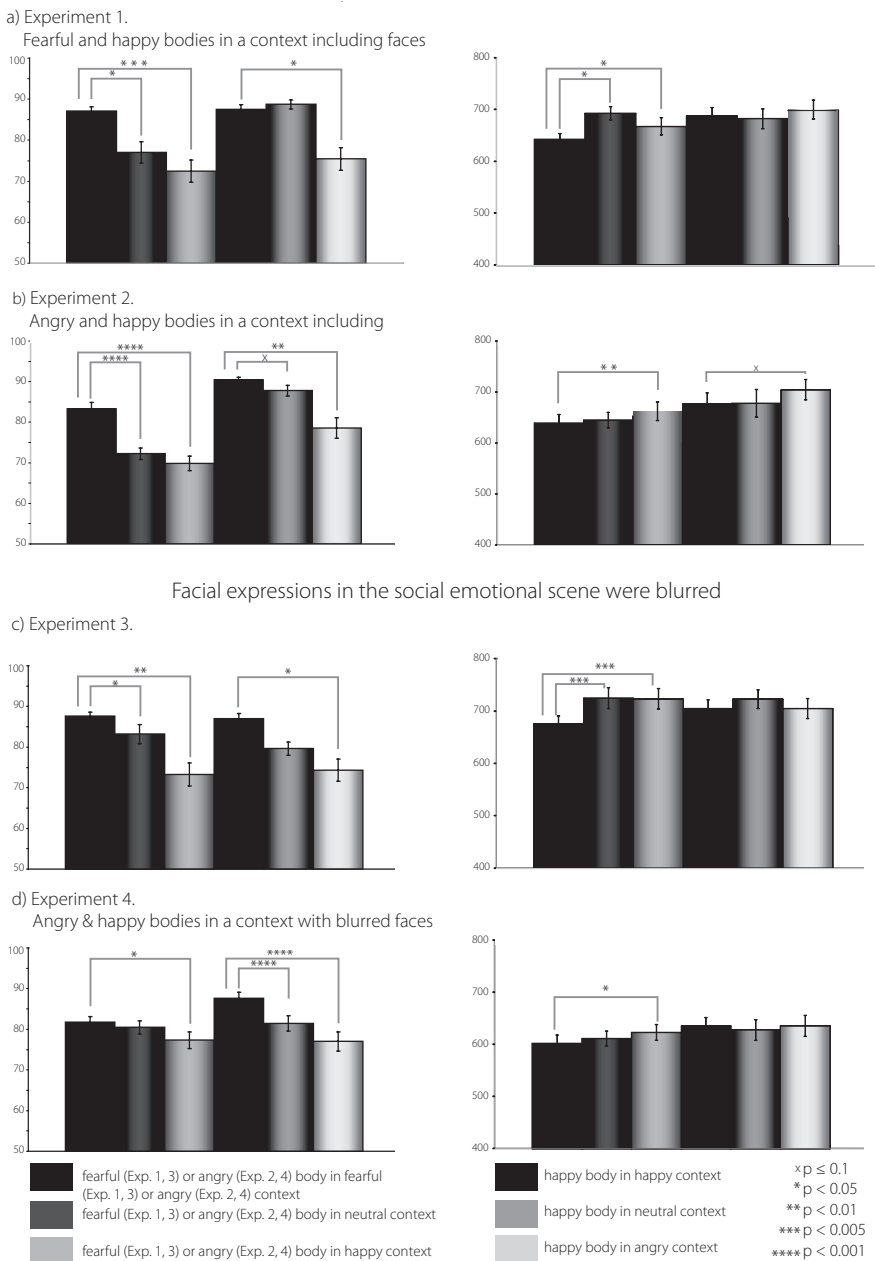 a) Experiment 1.
Fearful and happy bodies in a context including faces
100
90
80
70
60
50
* * *
*
*
800
700
600
500
400
*
*
b) Experiment 2.
Angry and happy bodies in a context including
100
90
80
70
60
50
****
****
**
x
800
700
600
500
400
* *
x
Facial expressions in the social emotional scene were blurred
c) Experiment 3.
100
90
80
70
60
50
**
*
*
800
700
600
500
400
***
***
d) Experiment 4.
Angry & happy bodies in a context with blurred faces
100
90
80
70
60
50
*
****
****
800
700
600
500
400
*
fearful (Exp. 1, 3) or angry (Exp. 2, 4) body in fearful
(Exp. 1, 3) or angry (Exp. 2, 4) context
fearful (Exp. 1, 3) or angry (Exp. 2, 4) body in neutral context
fearful (Exp. 1, 3) or angry (Exp. 2, 4) body in happy context
happy body in happy context
happy body in neutral context
happy body in angry context
x p ≤ 0.1
* p < 0.05
** p < 0.01
*** p < 0.005
**** p < 0.001